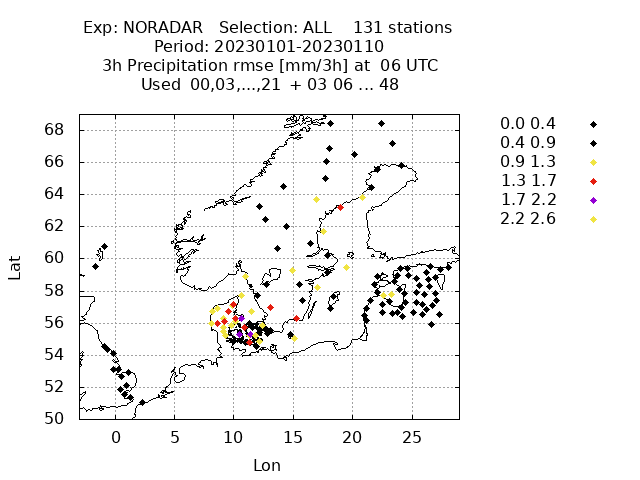 Exp: NORADAR   Selection: ALL    131 stations
Period: 20230101-20230110
3h Precipitation rmse [mm/3h] at  06 UTC
Used  00,03,...,21  + 03 06 ... 48
68
66
64
62
60
58
56
54
52
50
0 5 10 15 20 25
Lat
Lon
0.0 0.4
0.4 0.9
0.9 1.3
1.3 1.7
1.7 2.2
2.2 2.6